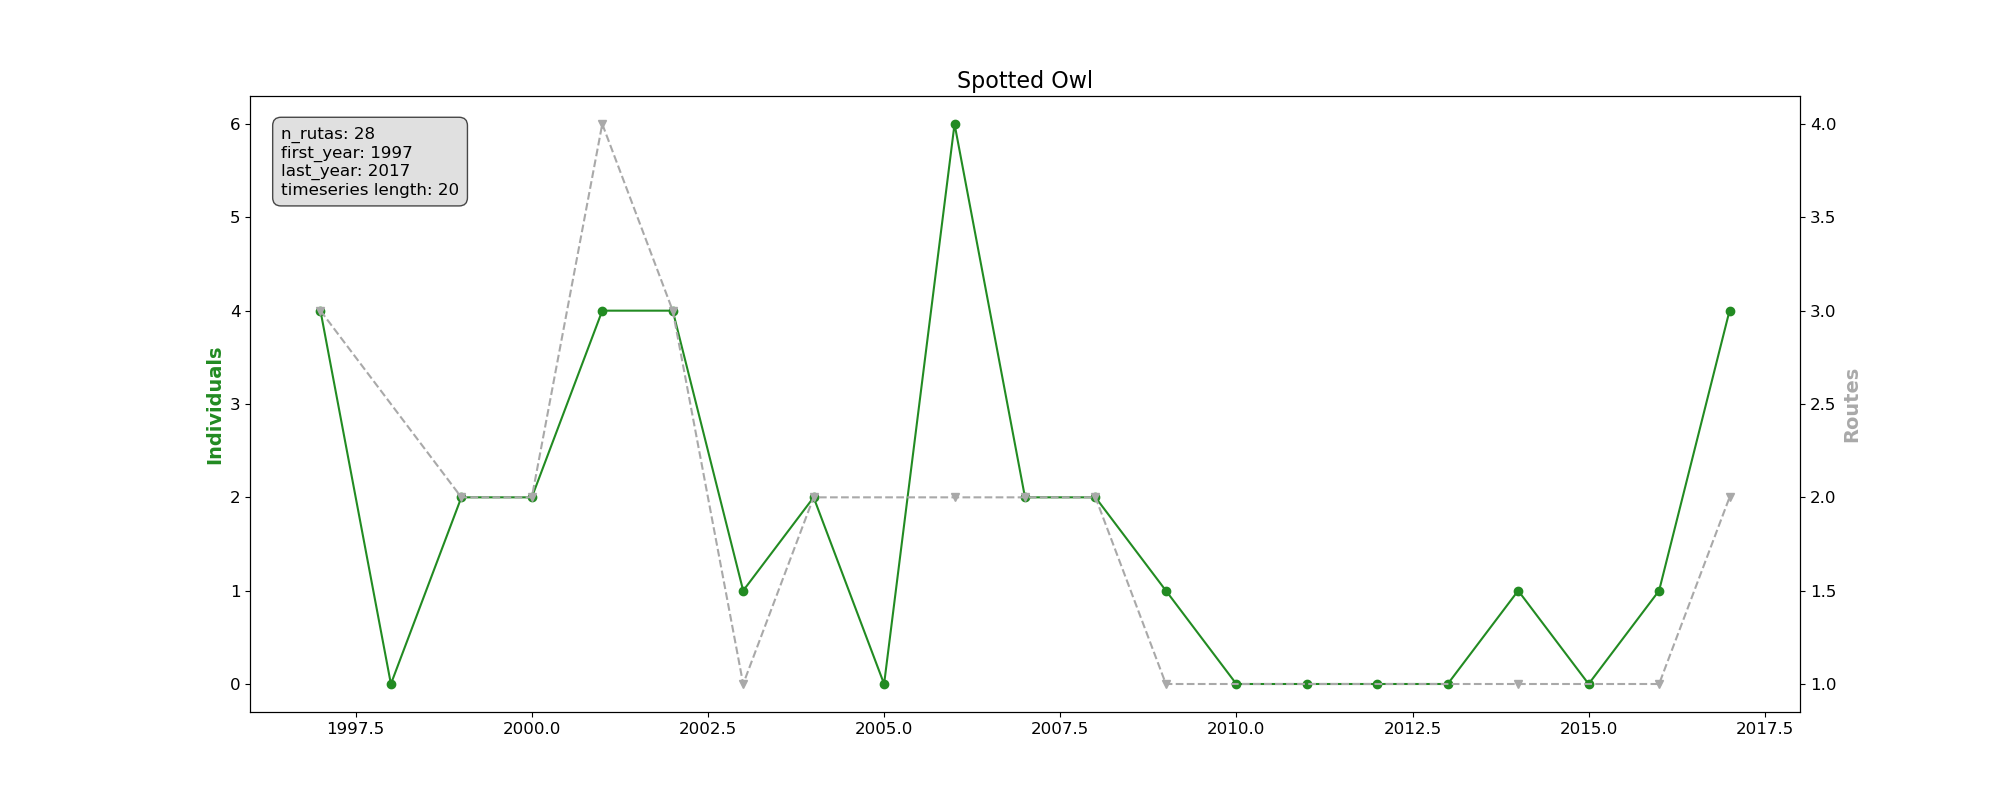 Spotted Owl
n_rutas: 28
first_year: 1997
last_year: 2017
timeseries length: 20
6
5
4
3
2
1
0
Individuals
4.0
3.5
3.0
2.5
2.0
1.5
1.0
Routes
1997.5 2000.0 2002.5 2005.0 2007.5 2010.0 2012.5 2015.0 2017.5